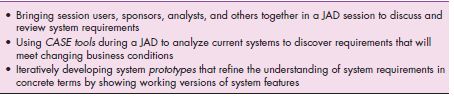 • Bringing session users, sponsors, analysts, and others together in a JAD session to discuss and
review system requirements
• Using CASE tools during a JAD to analyze current systems to discover requirements that will
meet changing business conditions
• Iteratively developing system prototypes that refine the understanding of system requirements in
concrete terms by showing working versions of system features